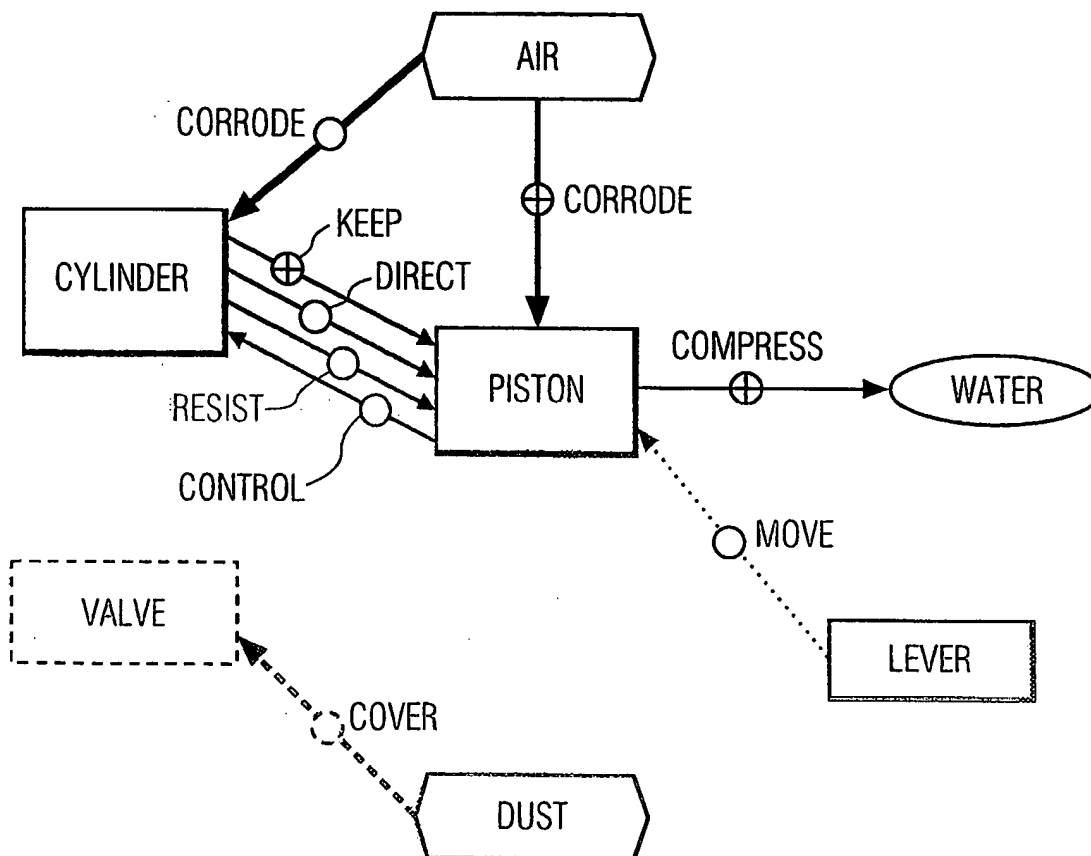 AIR
CORRODE
CORRODE
KEEP
CYLINDER
DIRECT
COMPRESS
PISTON
WATER
RESIST
CONTROL
MOVE
VALVE
LEVER
COVER
DUST